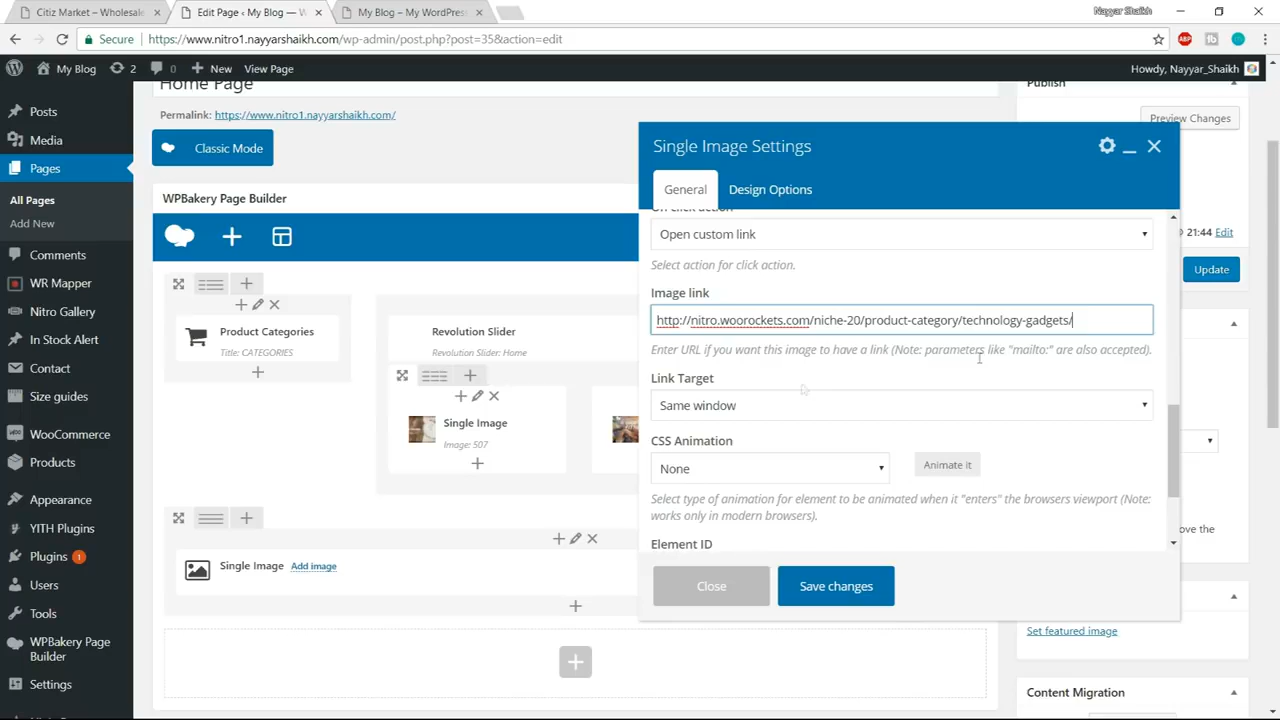 Citiz Market – Wholesale
Edit Page ‹ My Blog — W
My Blog – My WordPress
Nayyar Shaikh
Secure
https://www.nitro1.nayyarshaikh.com/wp-admin/post.php?post=35&action=edit
ABP
My Blog
2
0
New
View Page
Howdy, Nayyar_Shaikh
Posts
Media
Pages
All Pages
Add New
Comments
WR Mapper
Nitro Gallery
In Stock Alert
Contact
Size guides
WooCommerce
Products
Appearance
YITH Plugins
Plugins 1
Users
Tools
WPBakery Page
Builder
Settings
Home Page
Permalink: https://www.nitro1.nayyarshaikh.com/
Classic Mode
WPBakery Page Builder
Product Categories
Title: CATEGORIES
Revolution Slider
Revolution Slider: Home
Single Image
Image: 507
Single Image Add image
Single Image Settings
General
Design Options
On click action
Open custom link
Select action for click action.
Image link
http://nitro.woorockets.com/niche-20/product-category/technology-gadgets/
Enter URL if you want this image to have a link (Note: parameters like "mailto:" are also accepted).
Link Target
Same window
CSS Animation
None
Animate it
Select type of animation for element to be animated when it "enters" the browsers viewport (Note:
works only in modern browsers).
Element ID
Close
Save changes
Publish
Preview Changes
21:44 Edit
Update
ove the
Set featured image
Content Migration